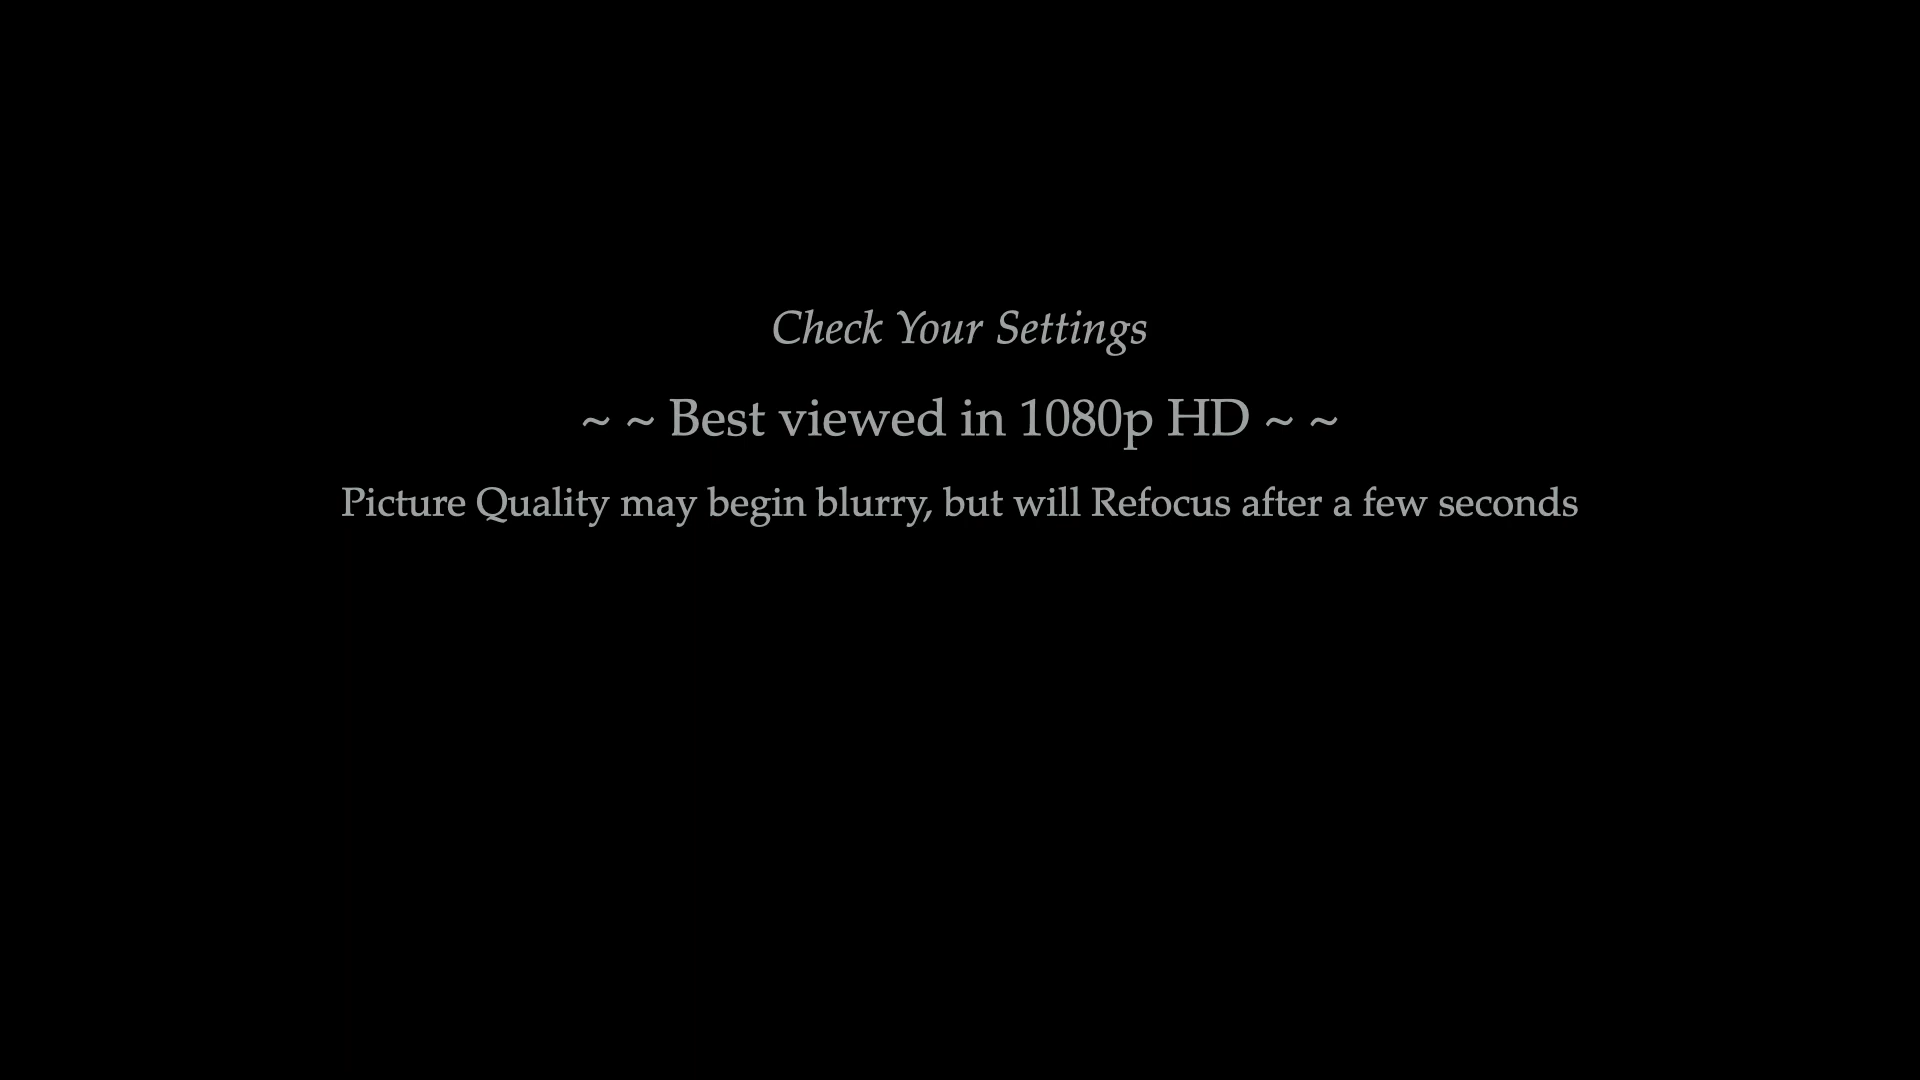 Check Your Settings
~ ~ Best viewed in 1080p HD ~ ~
Picture Quality may begin blurry, but will Refocus after a few seconds